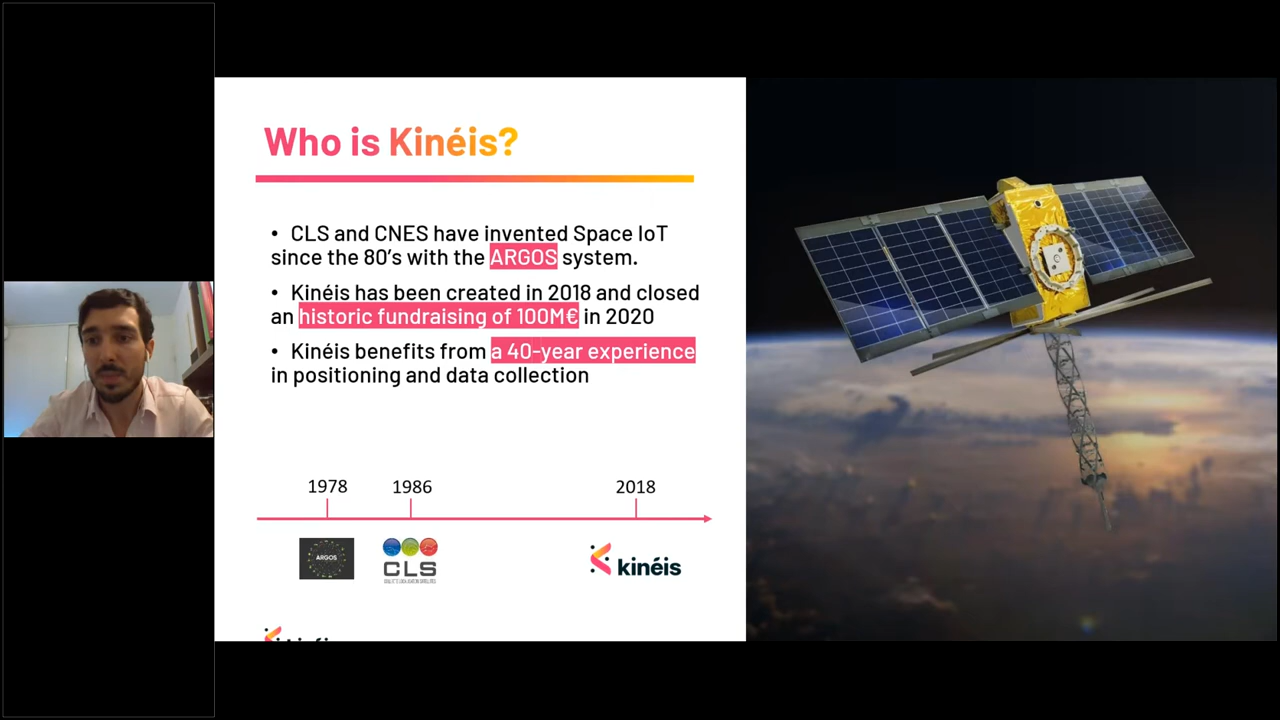 Who is Kinéis?
• CLS and CNES have invented Space IoT
since the 80's with the ARGOS system.
• Kinéis has been created in 2018 and closed
an historic fundraising of 100M€ in 2020
• Kinéis benefits from a 40-year experience
in positioning and data collection
1978 1986 2018
ARGOS
CLS
kinéis